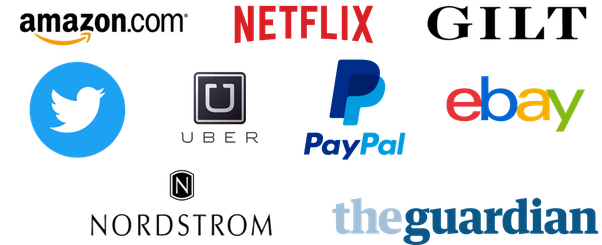 amazon.com®
NETFLIX
GILT
U
UBER
P
PayPal
ebay
N
NORDSTROM
theguardian